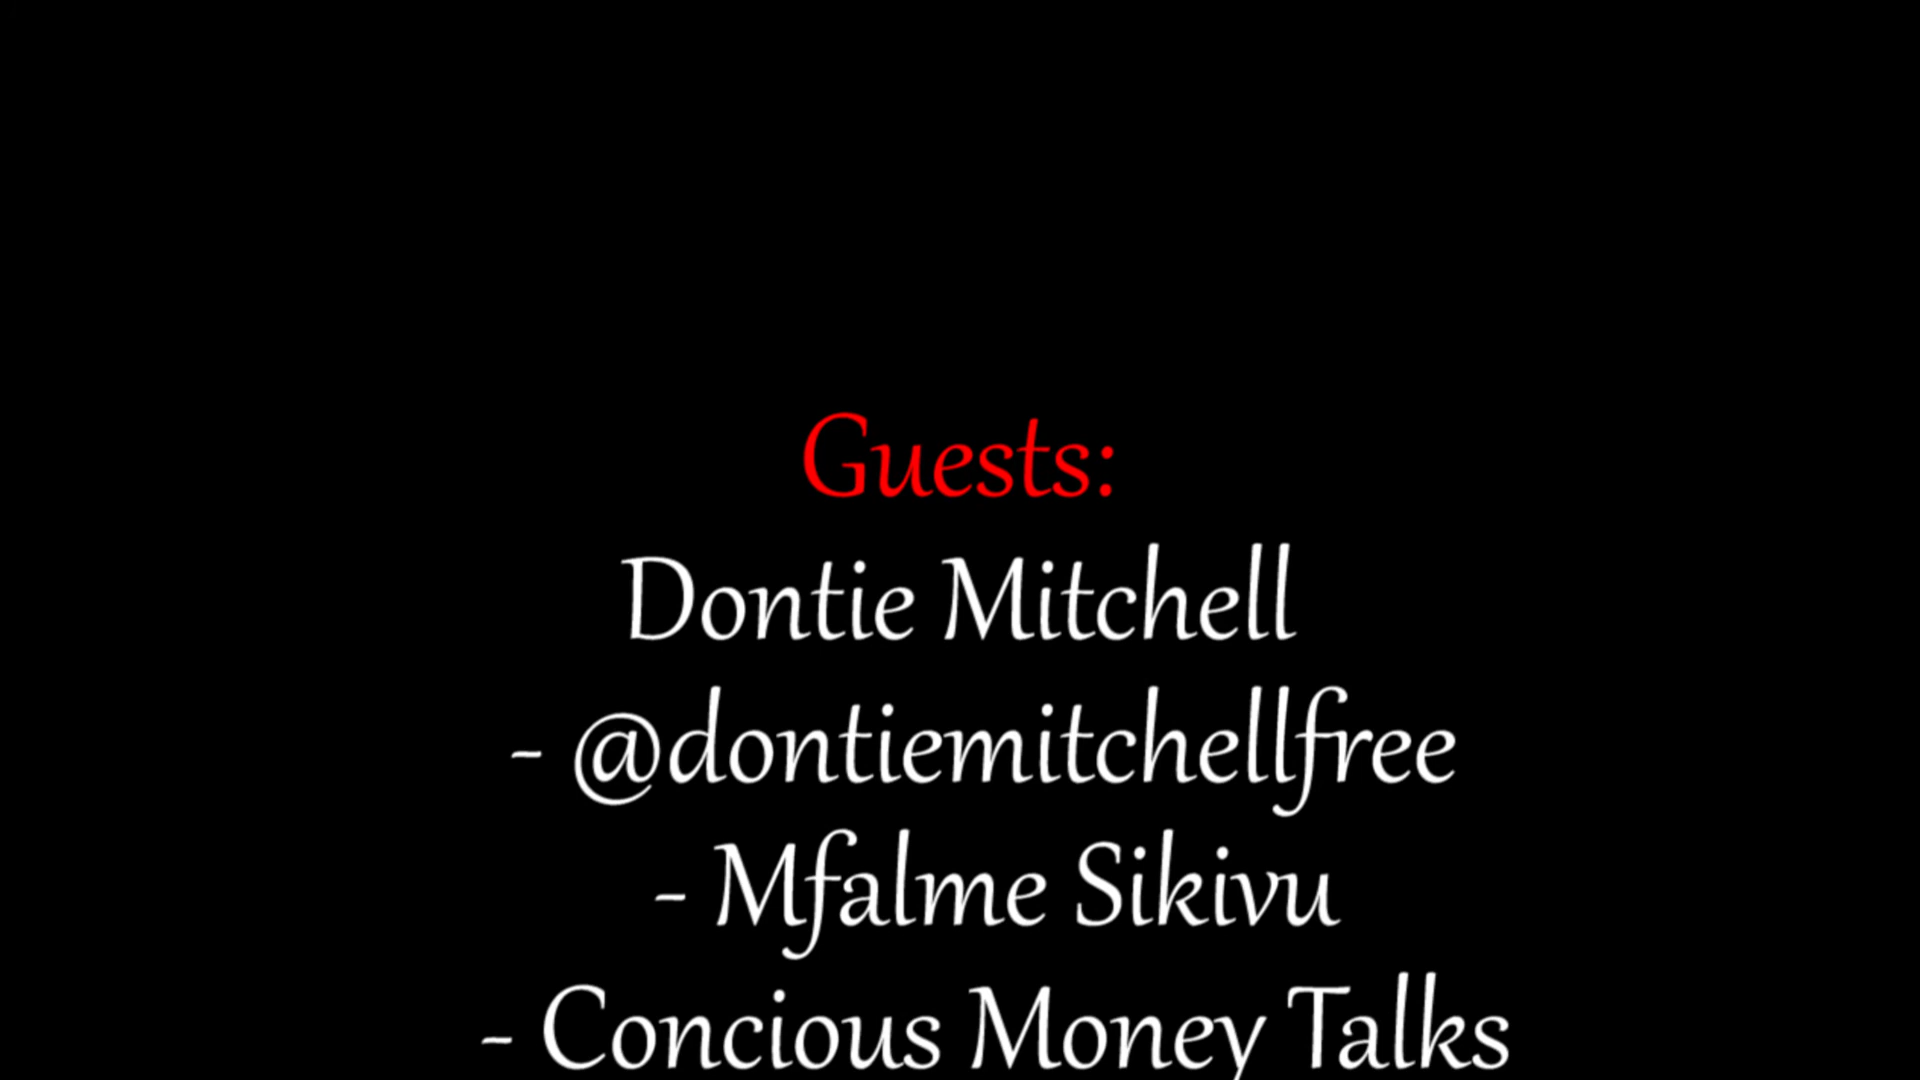 Guests:
Dontie Mitchell
- @dontiemitchellfree
- Mfalme Sikivu
- Concious Money Talks